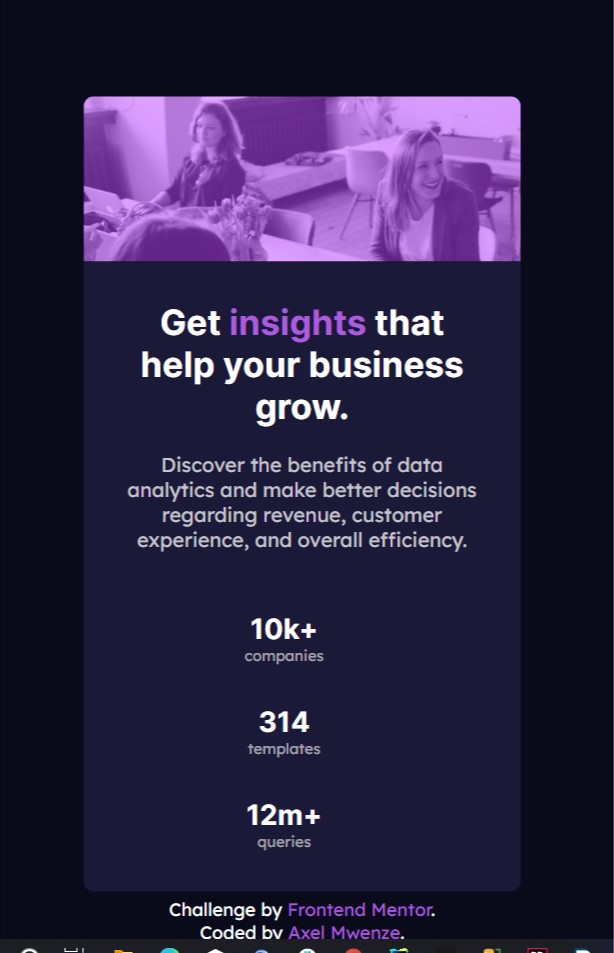 Get insights that
help your business
grow.
Discover the benefits of data
analytics and make better decisions
regarding revenue, customer
experience, and overall efficiency.
10k+
companies
314
templates
12m+
queries
Challenge by Frontend Mentor.
Coded by Axel Mwenze.